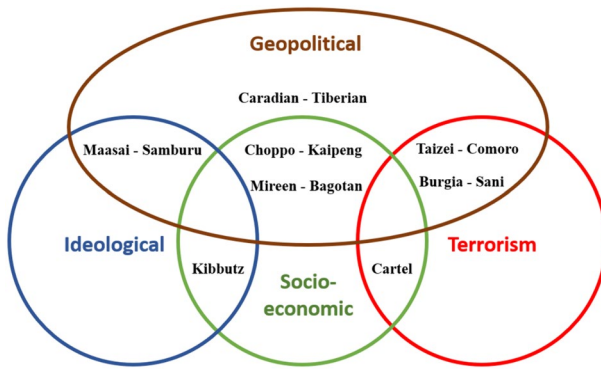 Geopolitical
Caradian - Tiberian
Maasai - Samburu
Choppo - Kaipeng
Taizei - Comoro
Mireen - Bagotan
Burgia - Sani
Ideological
Terrorism
Kibbutz
Cartel
Socio-
economic